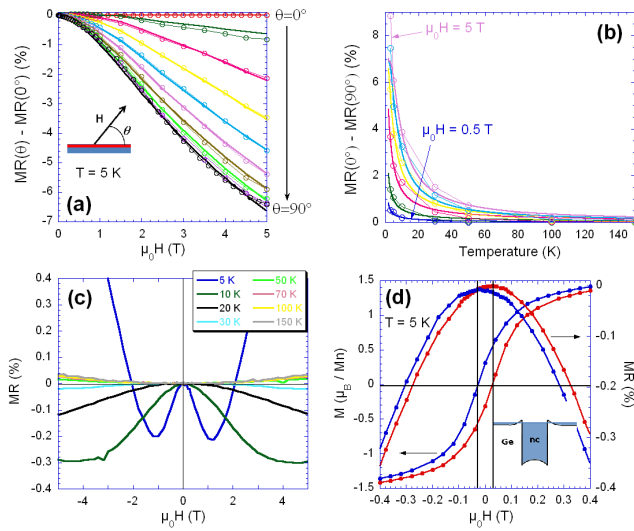 MR(θ) - MR(0°) (%)
0
-1
-2
-3
-4
-5
-6
-7
θ=0°
H
θ
T = 5 K
(a)
θ=90°
0 1 2 3 4 5
μ₀H (T)
MR(0°) - MR(90°) (%)
8
6
4
2
0
μ₀H = 5 T
(b)
μ₀H = 0.5 T
20 40 60 80 100 120 140
Temperature (K)
MR (%)
0.4
0.3
0.2
0.1
0
-0.1
-0.2
-0.3
-0.4
(c)
5 K 50 K
10 K 70 K
20 K 100 K
30 K 150 K
-4 -2 0 2 4
μ₀H (T)
M (μB / Mn)
1.5
1
0.5
0
-0.5
-1
-1.5
(d)
T = 5 K
Ge
nc
0
-0.1
-0.2
-0.3
-0.4
MR (%)
-0.4 -0.3 -0.2 -0.1 0 0.1 0.2 0.3 0.4
μ₀H (T)